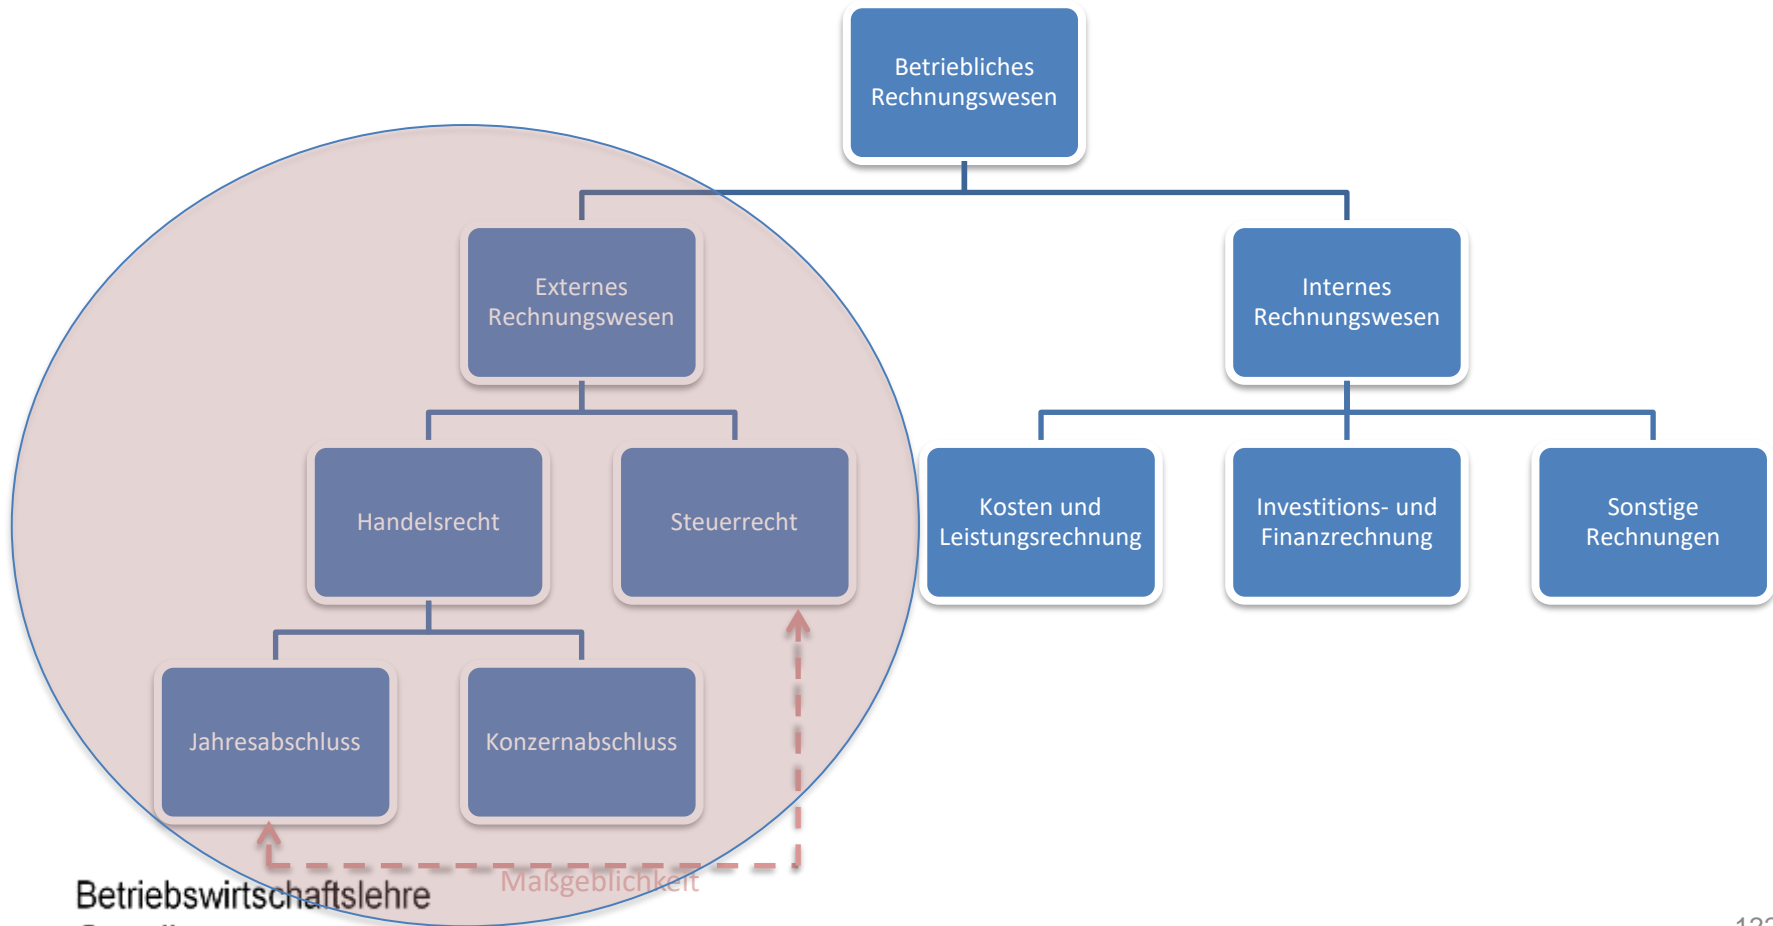 Betriebliches
Rechnungswesen
Externes
Rechnungswesen
Internes
Rechnungswesen
Handelsrecht
Steuerrecht
Kosten und
Leistungsrechnung
Investitions- und
Finanzrechnung
Sonstige
Rechnungen
Jahresabschluss
Konzernabschluss
Maßgeblichkeit
Betriebswirtschaftslehre